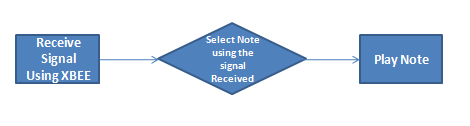 Receive
Signal
Using XBEE
Select Note
using the
signal
Received
Play Note